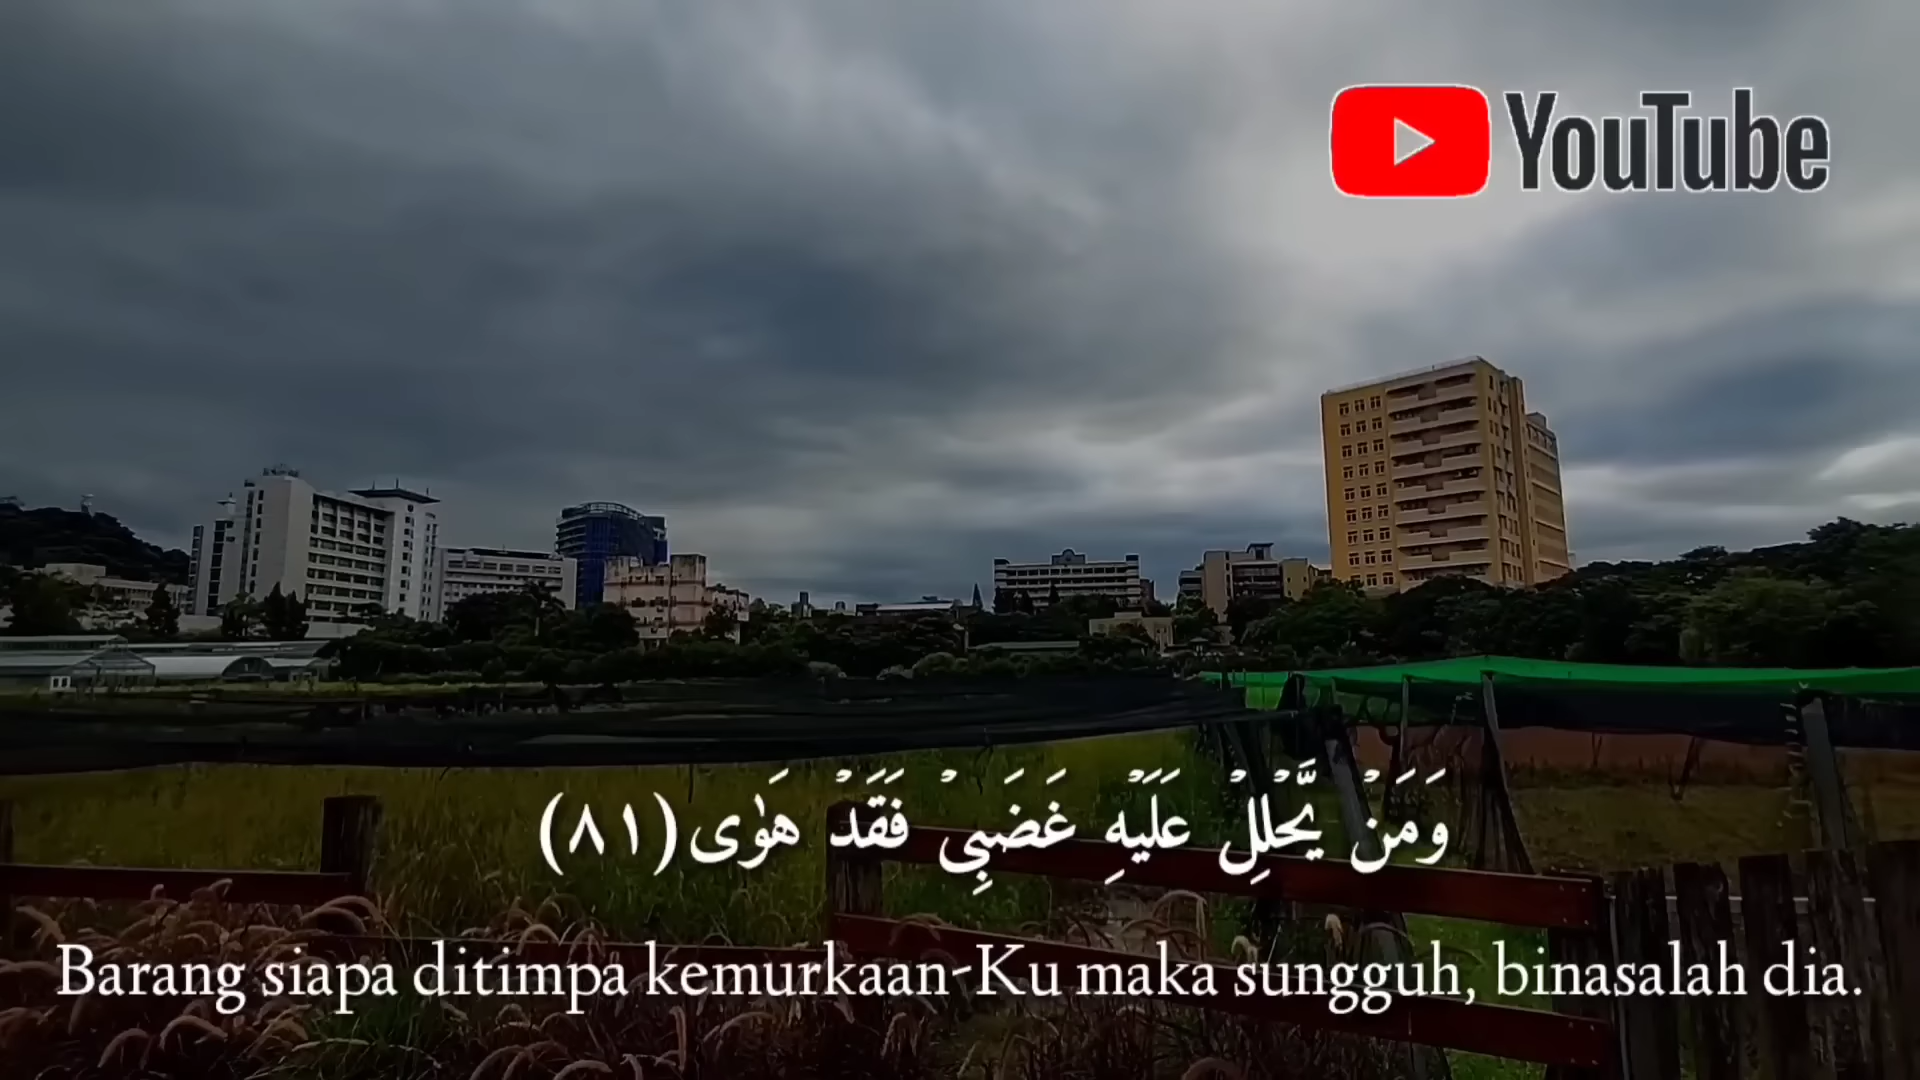 YouTube
وَمَنْ يَّحْلِلْ عَلَيْهِ غَضَبِيْ فَقَدْ هَوٰى (٨١)
Barang siapa ditimpa kemurkaan-Ku maka sungguh, binasalah dia.